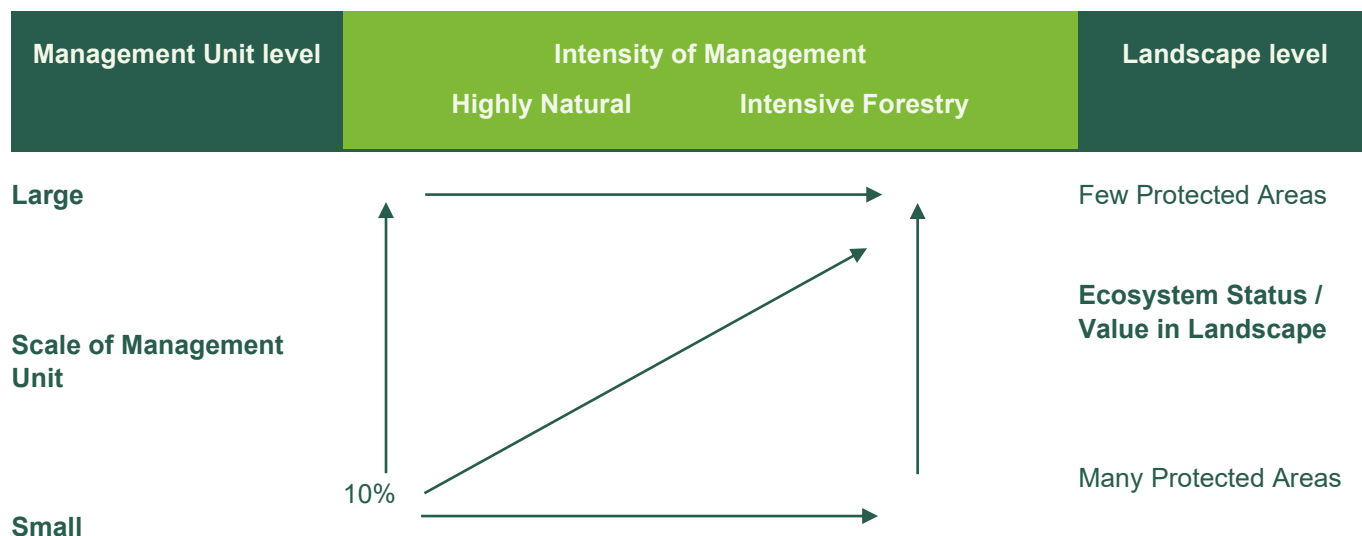 Management Unit level
Intensity of Management
Landscape level
Highly Natural
Intensive Forestry
Large
Few Protected Areas
Ecosystem Status /
Value in Landscape
Scale of Management
Unit
Many Protected Areas
10%
Small